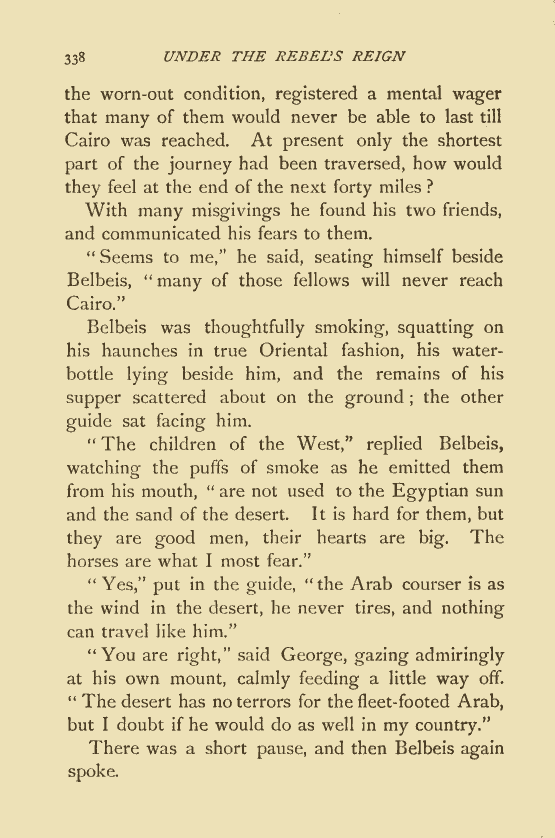 338 UNDER THE REBEL'S REIGN
the worn-out condition, registered a mental wager
that many of them would never be able to last till
Cairo was reached. At present only the shortest
part of the journey had been traversed, how would
they feel at the end of the next forty miles ?
With many misgivings he found his two friends,
and communicated his fears to them.
“Seems to me,” he said, seating himself beside
Belbeis, “many of those fellows will never reach
Cairo.”
Belbeis was thoughtfully smoking, squatting on
his haunches in true Oriental fashion, his water-
bottle lying beside him, and the remains of his
supper scattered about on the ground ; the other
guide sat facing him.
“The children of the West,” replied Belbeis,
watching the puffs of smoke as he emitted them
from his mouth, “are not used to the Egyptian sun
and the sand of the desert. It is hard for them, but
they are good men, their hearts are big. The
horses are what I most fear.”
“Yes,” put in the guide, “the Arab courser is as
the wind in the desert, he never tires, and nothing
can travel like him.”
“You are right,” said George, gazing admiringly
at his own mount, calmly feeding a little way off.
“The desert has no terrors for the fleet-footed Arab,
but I doubt if he would do as well in my country.”
There was a short pause, and then Belbeis again
spoke.